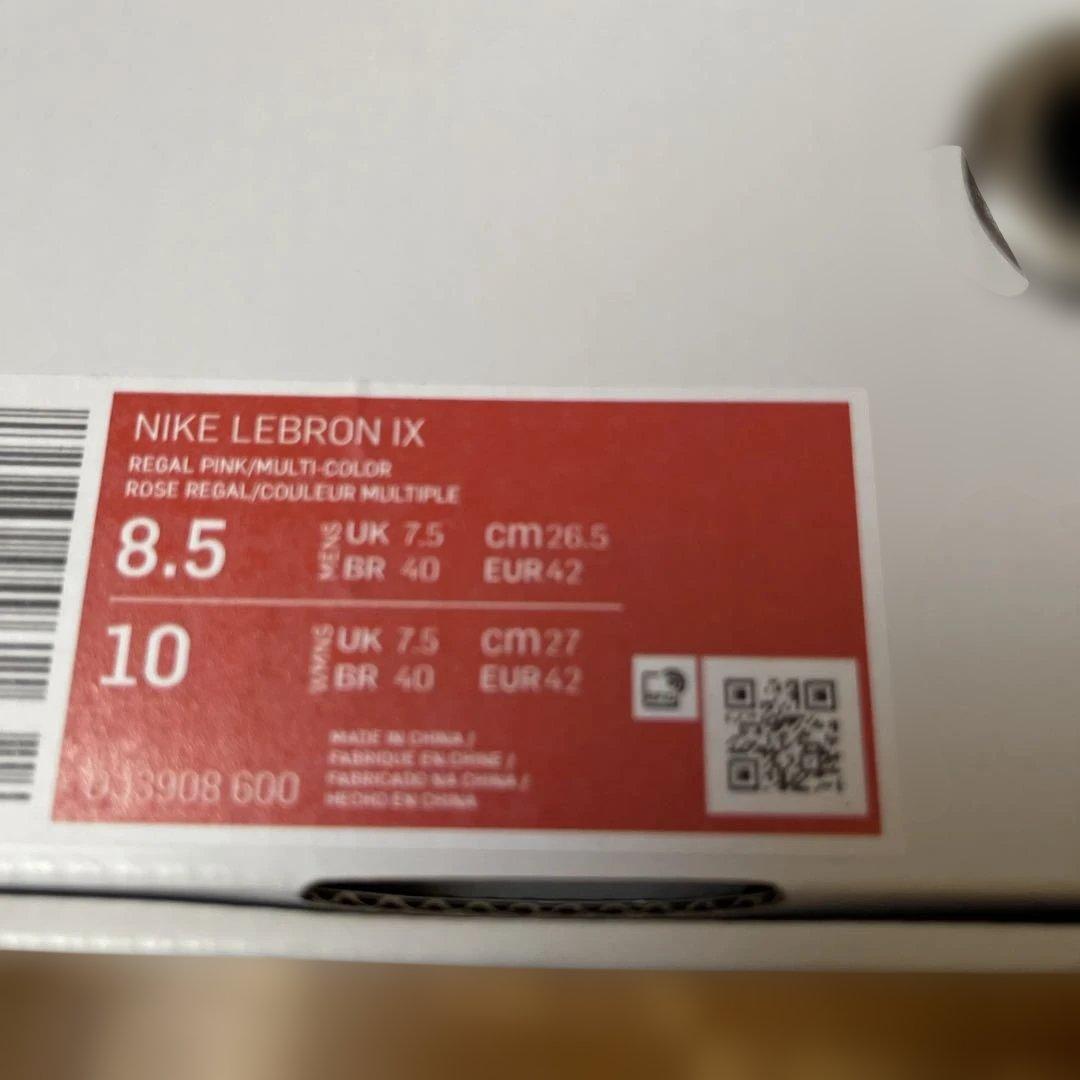 NIKE LEBRON IX
REGAL PINK/MULTI-COLOR
ROSE REGAL/COULEUR MULTIPLE
8.5 MENS UK 7.5 cm 26.5
BR 40 EUR 42
10 WMNS UK 7.5 cm 27
BR 40 EUR 42
MADE IN CHINA /
FABRIQUE EN CHINE /
FABRICADO NA CHINA /
HECHO EN CHINA
600